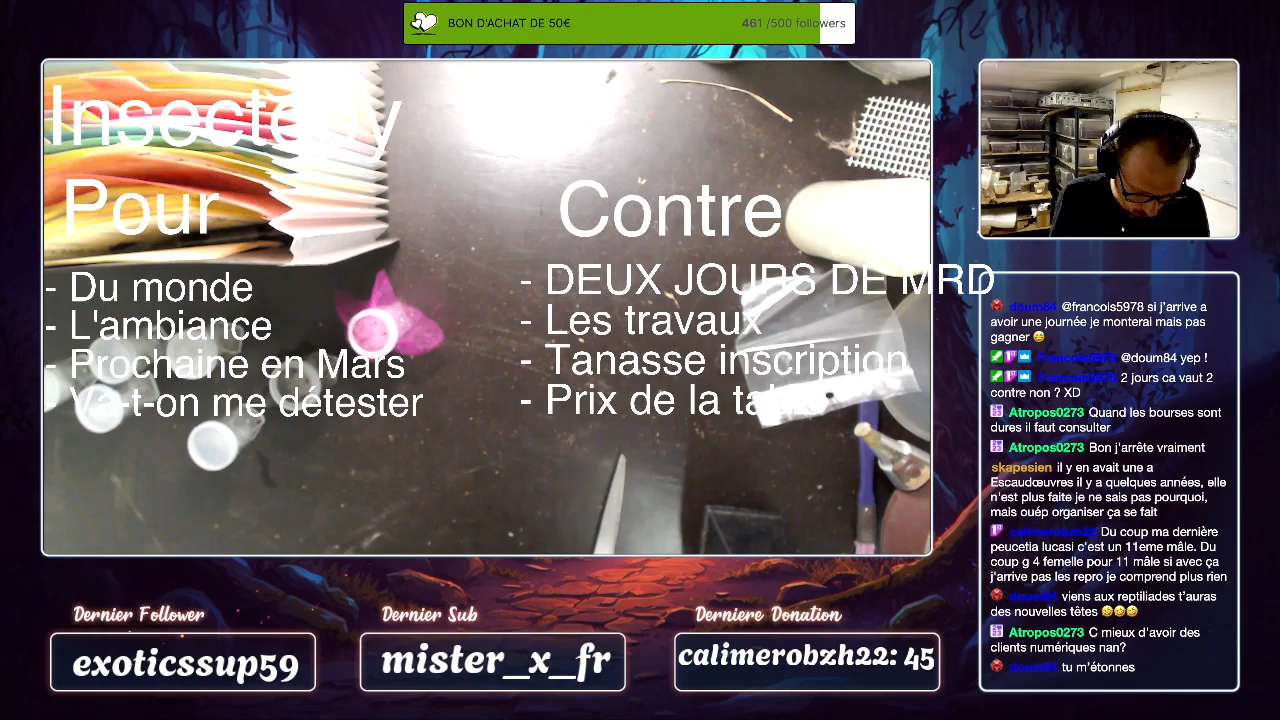 BON D'ACHAT DE 50€
461 /500 followers
Pour
- Du monde
- L'ambiance
- Prochaine en Mars
- Va-t-on me détester
Contre
- DEUX JOURS DE MRD
- Les travaux
- Tanasse inscription
- Prix de la
doum84 @francois5978 si j'arrive a
avoir une journée je monterai mais pas
gagner 😅
Francois5978 @doum84 yep !
Francois5978 2 jours ca vaut 2
contre non ? XD
Atropos0273 Quand les bourses sont
dures il faut consulter
Atropos0273 Bon j'arrête vraiment
skapesien il y en avait une a
Escaudœuvres il y a quelques années, elle
n'est plus faite je ne sais pas pourquoi,
mais ouép organiser ça se fait
calimerobzh22 Du coup ma dernière
peucetia lucasi c'est un 11eme mâle. Du
coup g 4 femelle pour 11 mâle si avec ça
j'arrive pas les repro je comprend plus rien
doum84 viens aux reptiliades t'auras
des nouvelles têtes 🤣🤣🤣
Atropos0273 C mieux d'avoir des
clients numériques nan?
doum84 tu m'étonnes
Dernier Follower
exoticssup59
Dernier Sub
mister_x_fr
Derniere Donation
calimerobzh22: 45